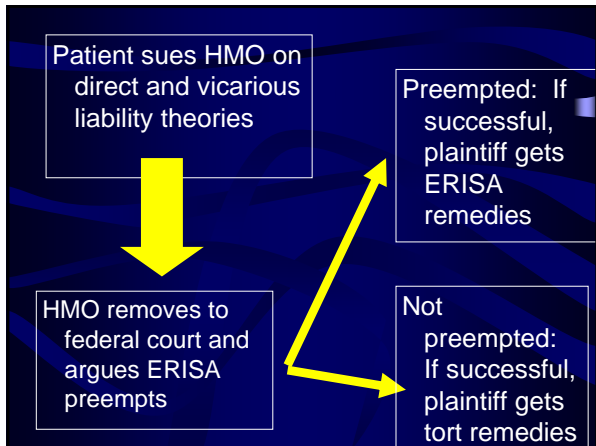 Patient sues HMO on
direct and vicarious
liability theories
HMO removes to
federal court and
argues ERISA
preempts
Preempted: If
successful,
plaintiff gets
ERISA
remedies
Not
preempted:
If successful,
plaintiff gets
tort remedies